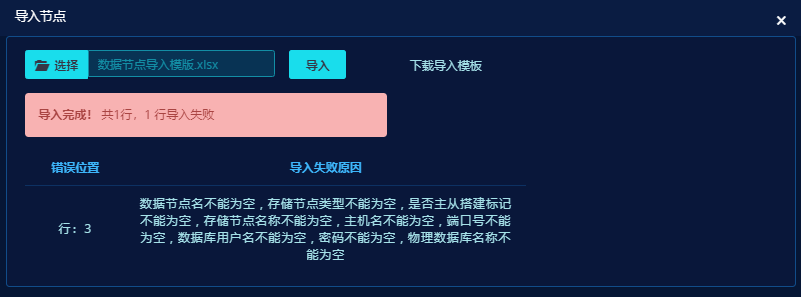 导入节点
×
选择 数据节点导入模版.xlsx 导入 下载导入模板
导入完成！ 共1行，1 行导入失败
错误位置 导入失败原因
行：3
数据节点名不能为空，存储节点类型不能为空，是否主从搭建标记
不能为空，存储节点名称不能为空，主机名不能为空，端口号不能
为空，数据库用户名不能为空，密码不能为空，物理数据库名称不
能为空